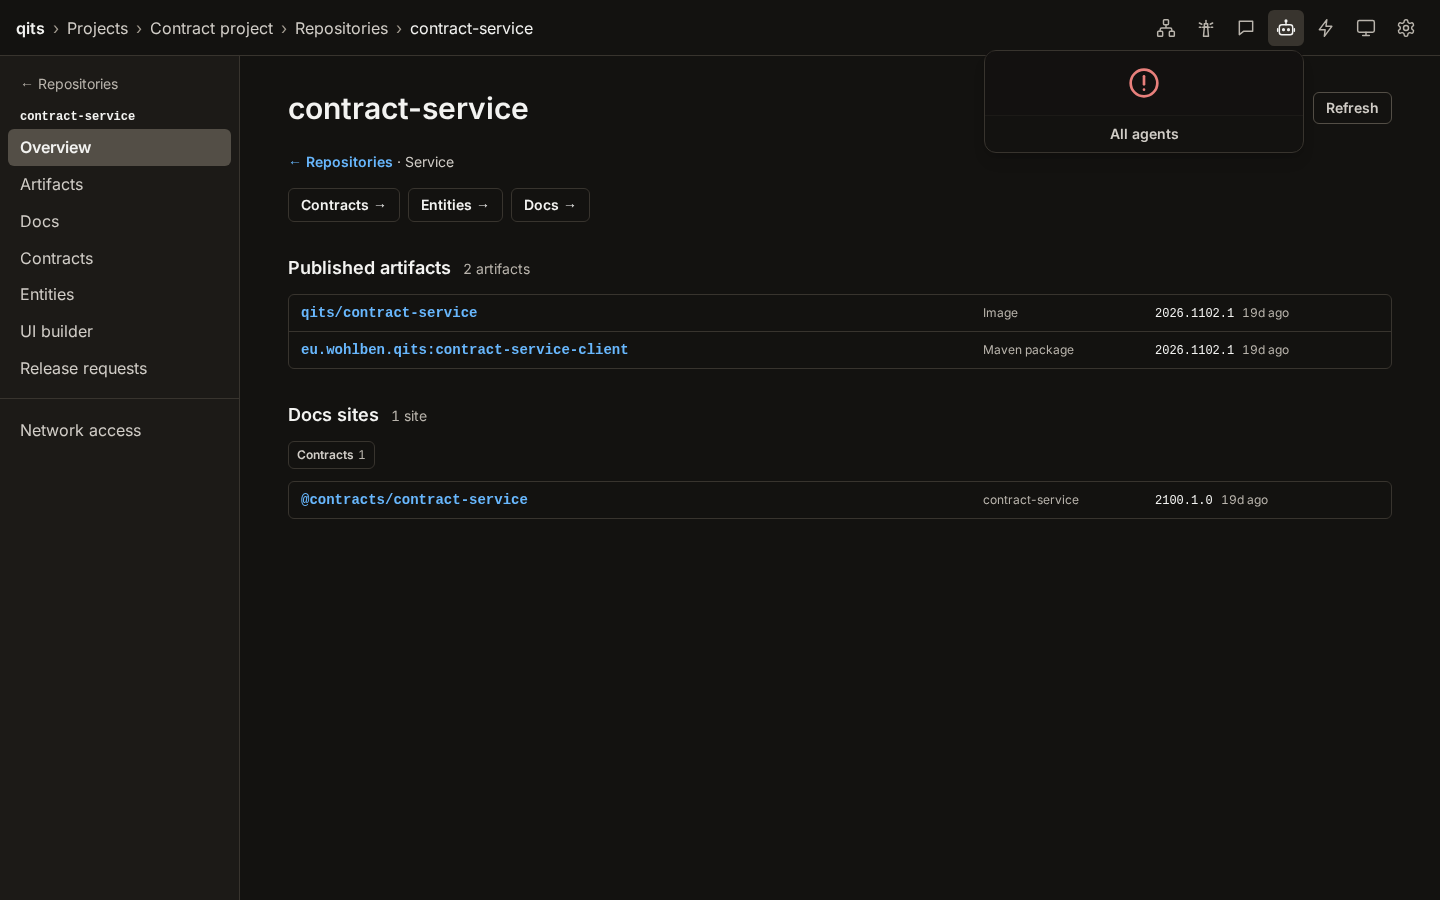 qits › Projects › Contract project › Repositories › contract-service
All agents
← Repositories
contract-service
Overview
Artifacts
Docs
Contracts
Entities
UI builder
Release requests
Network access
contract-service
Refresh
← Repositories · Service
Contracts →
Entities →
Docs →
Published artifacts 2 artifacts
qits/contract-service Image 2026.1102.1 19d ago
eu.wohlben.qits:contract-service-client Maven package 2026.1102.1 19d ago
Docs sites 1 site
Contracts 1
@contracts/contract-service contract-service 2100.1.0 19d ago